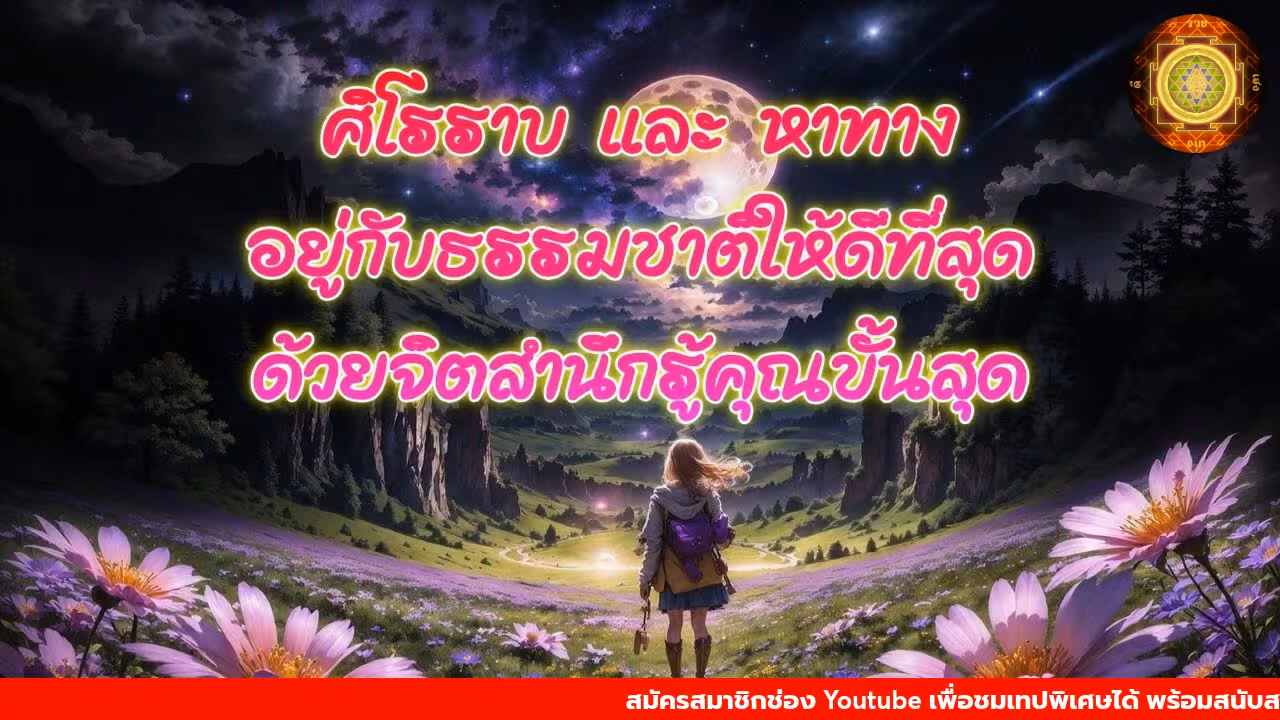 รวย
ศิโรราบ และ หาทาง
อยู่กับธรรมชาติให้ดีที่สุด
ด้วยจิตสำนึกรู้คุณขั้นสุด
สมัครสมาชิกช่อง Youtube เพื่อชมเทปพิเศษได้ พร้อมสนับส